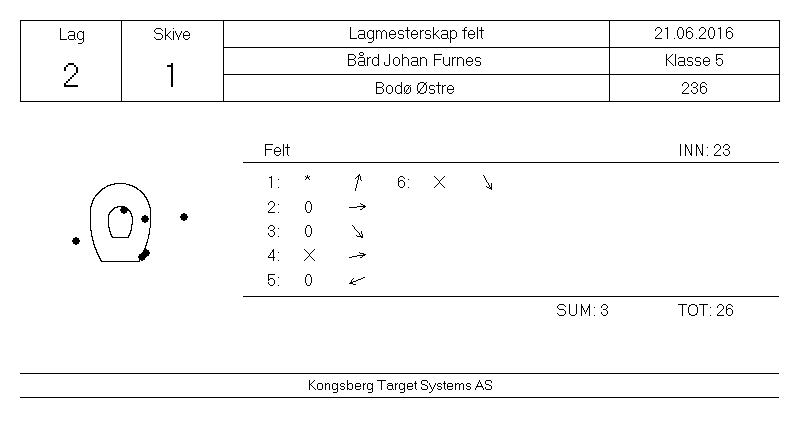 Lag Skive Lagmesterskap felt 21.06.2016
2 1 Bård Johan Furnes Klasse 5
Bodø Østre 236
Felt INN: 23
1: * 6: X
2: 0
3: 0
4: X
5: 0
SUM: 3 TOT: 26
Kongsberg Target Systems AS